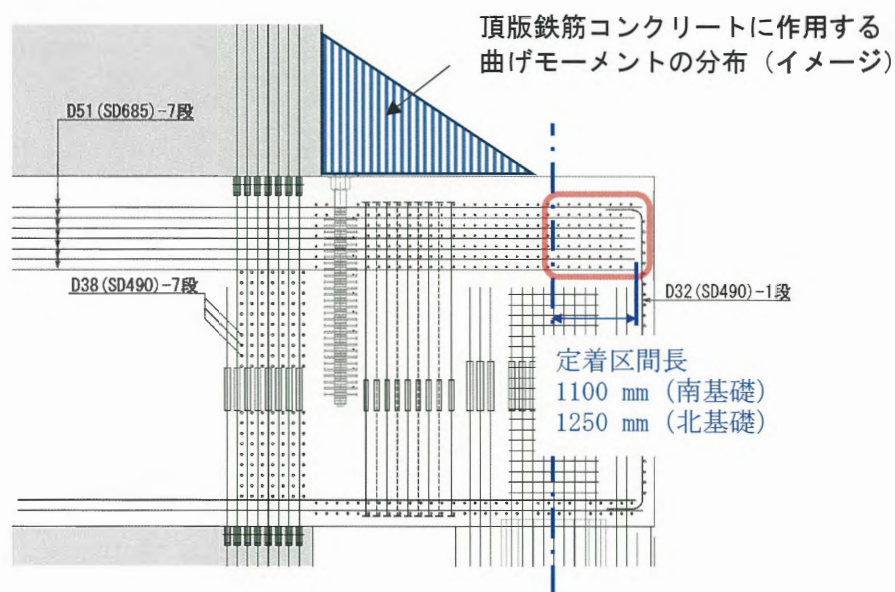 頂版鉄筋コンクリートに作用する
曲げモーメントの分布（イメージ）
D51(SD685)-7段
D38(SD490)-7段
D32(SD490)-1段
定着区間長
1100 mm（南基礎）
1250 mm（北基礎）